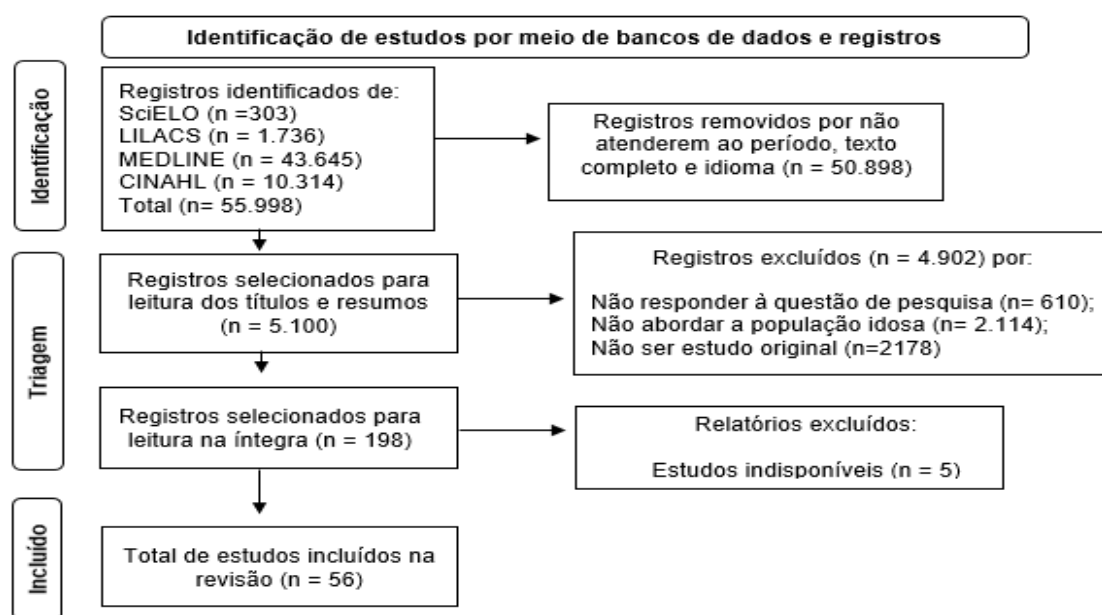 Identificação de estudos por meio de bancos de dados e registros
Identificação
Registros identificados de:
SciELO (n =303)
LILACS (n = 1.736)
MEDLINE (n = 43.645)
CINAHL (n = 10.314)
Total (n= 55.998)
Registros removidos por não
atenderem ao período, texto
completo e idioma (n = 50.898)
Triagem
Registros selecionados para
leitura dos títulos e resumos
(n = 5.100)
Registros excluídos (n = 4.902) por:
Não responder à questão de pesquisa (n= 610);
Não abordar a população idosa (n= 2.114);
Não ser estudo original (n=2178)
Registros selecionados para
leitura na íntegra (n = 198)
Relatórios excluídos:
Estudos indisponíveis (n = 5)
Incluído
Total de estudos incluídos na
revisão (n = 56)